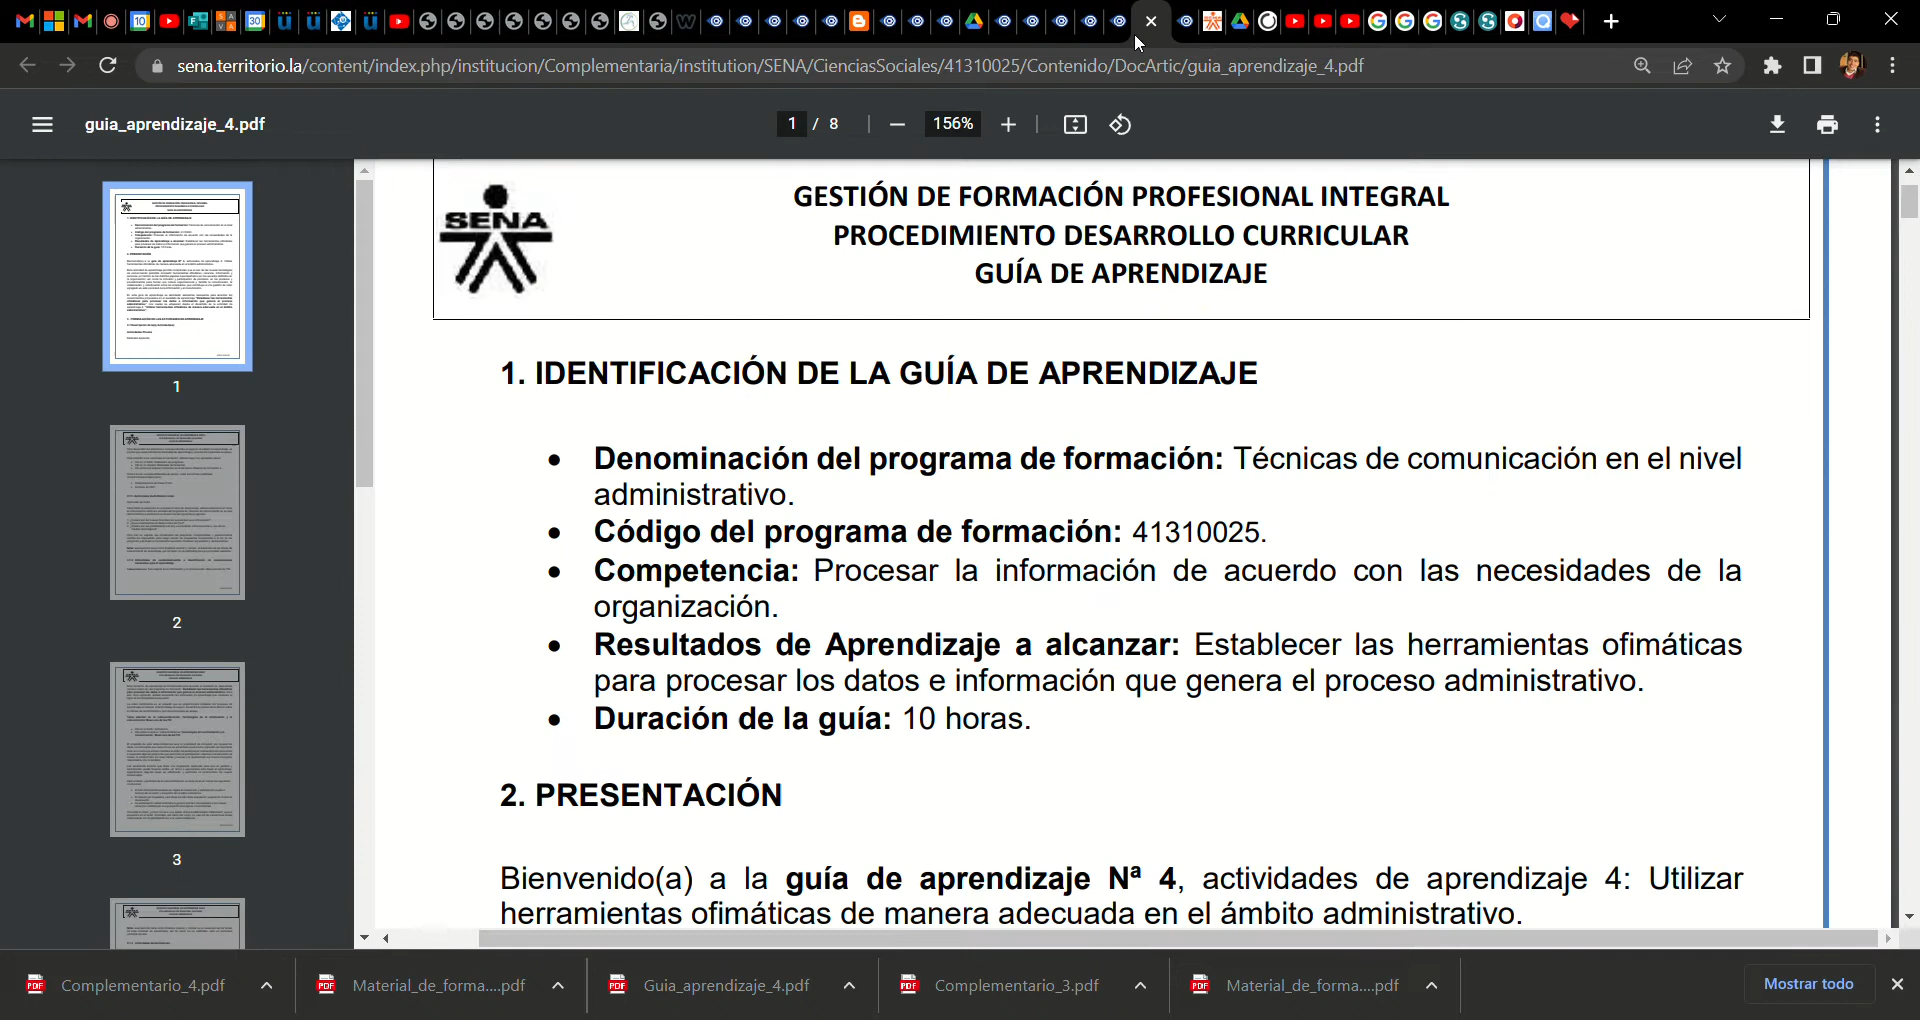 sena.territorio.la/content/index.php/institucion/Complementaria/institution/SENA/CienciasSociales/41310025/Contenido/DocArtic/guia_aprendizaje_4.pdf
guia_aprendizaje_4.pdf
1 / 8
156%
SENA
GESTIÓN DE FORMACIÓN PROFESIONAL INTEGRAL
PROCEDIMIENTO DESARROLLO CURRICULAR
GUÍA DE APRENDIZAJE
1. IDENTIFICACIÓN DE LA GUÍA DE APRENDIZAJE
• Denominación del programa de formación: Técnicas de comunicación en el nivel
administrativo.
• Código del programa de formación: 41310025.
• Competencia: Procesar la información de acuerdo con las necesidades de la
organización.
• Resultados de Aprendizaje a alcanzar: Establecer las herramientas ofimáticas
para procesar los datos e información que genera el proceso administrativo.
• Duración de la guía: 10 horas.
2. PRESENTACIÓN
Bienvenido(a) a la guía de aprendizaje Nª 4, actividades de aprendizaje 4: Utilizar
herramientas ofimáticas de manera adecuada en el ámbito administrativo.
1
2
3
Complementario_4.pdf
Material_de_forma....pdf
Guia_aprendizaje_4.pdf
Complementario_3.pdf
Material_de_forma....pdf
Mostrar todo